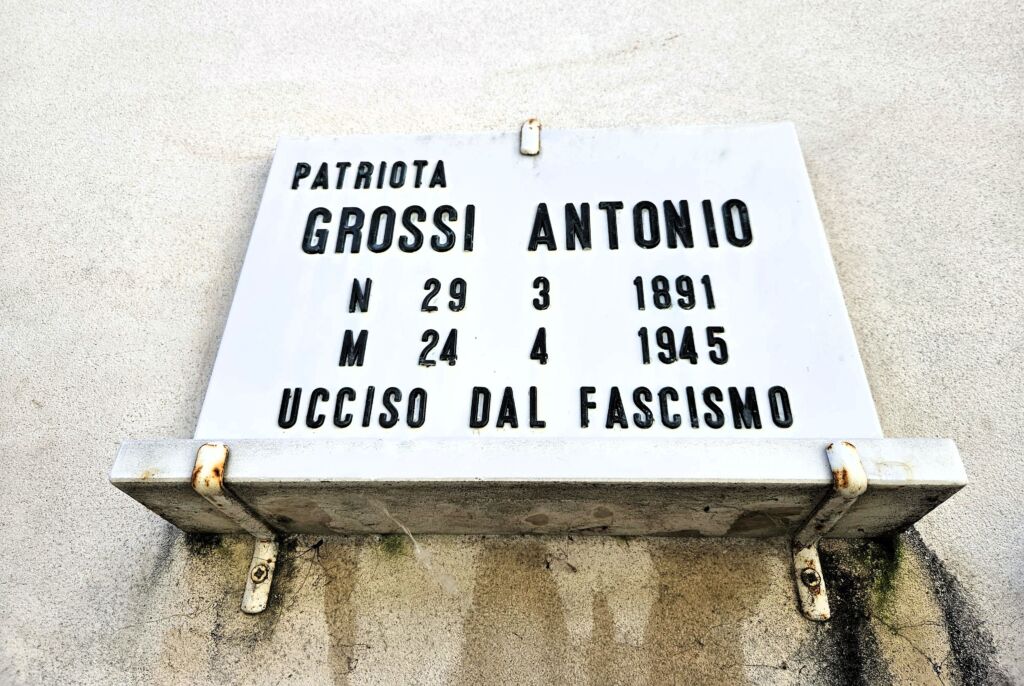 PATRIOTA
GROSSI ANTONIO
N 29 3 1891
M 24 4 1945
UCCISO DAL FASCISMO